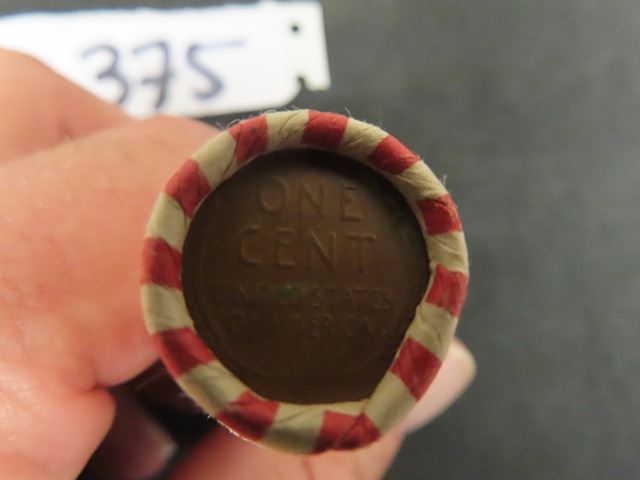 375
ONE
CENT
UNITED STATES
OF AMERICA